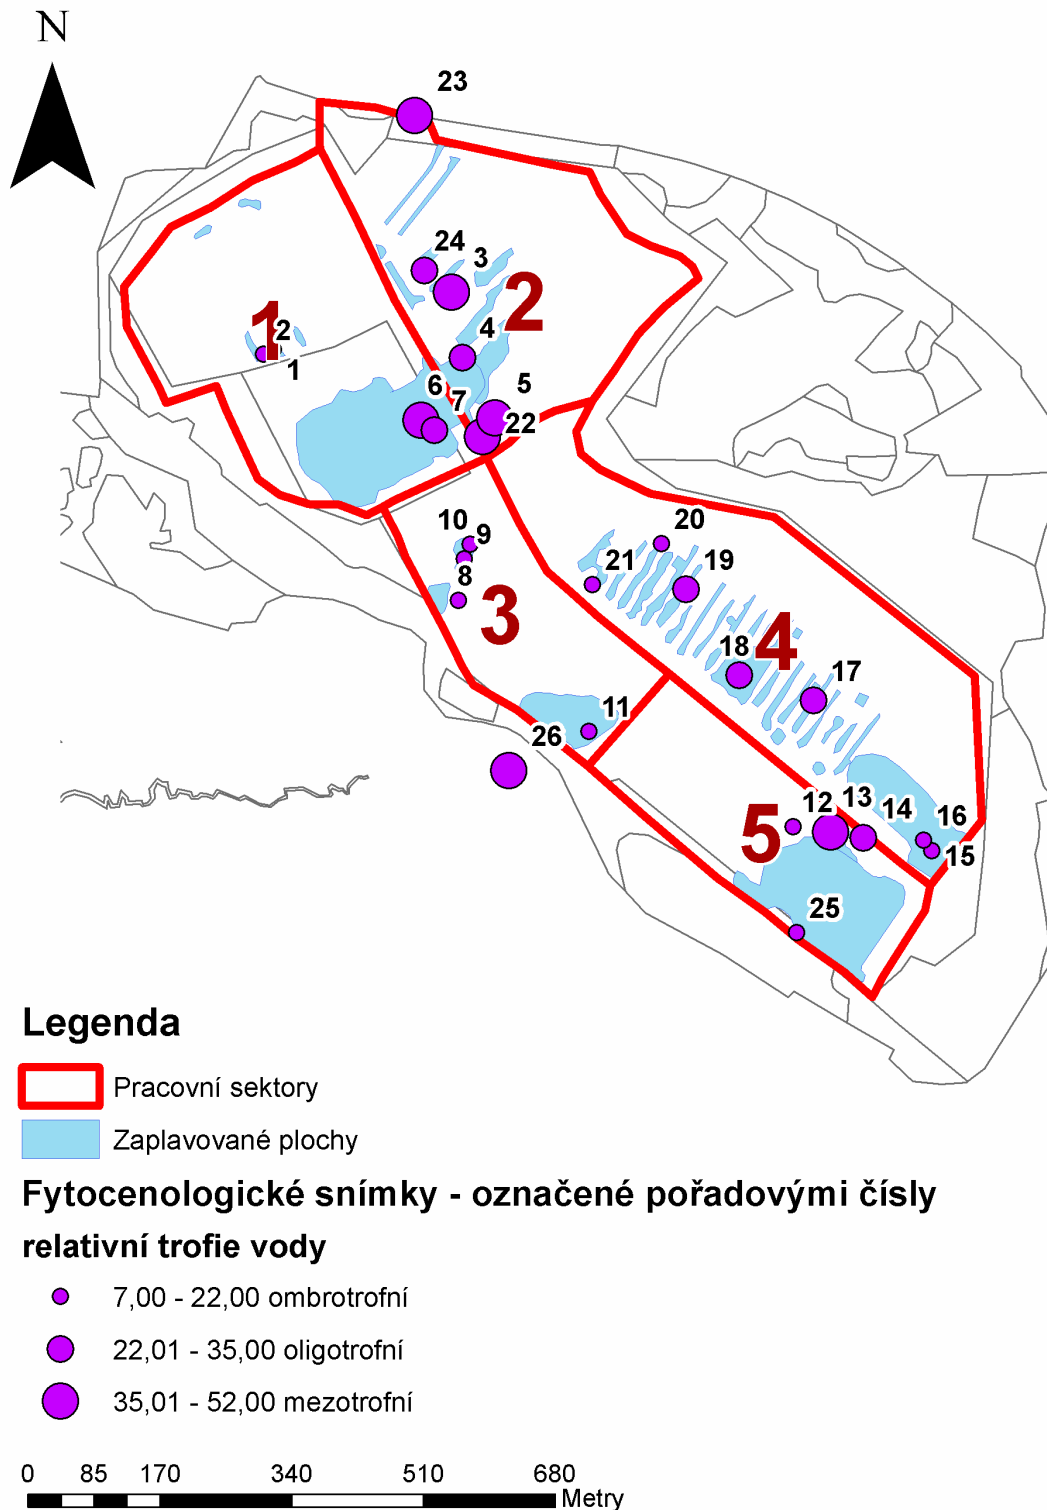 N
23
24
3
2
4
1
2
1
6
7
5
22
10
9
8
3
20
21
19
4
18
17
11
26
5
12
13
14
16
15
25
Legenda
Pracovní sektory
Zaplavované plochy
Fytocenologické snímky - označené pořadovými čísly
relativní trofie vody
7,00 - 22,00 ombrotrofní
22,01 - 35,00 oligotrofní
35,01 - 52,00 mezotrofní
0 85 170 340 510 680
Metry